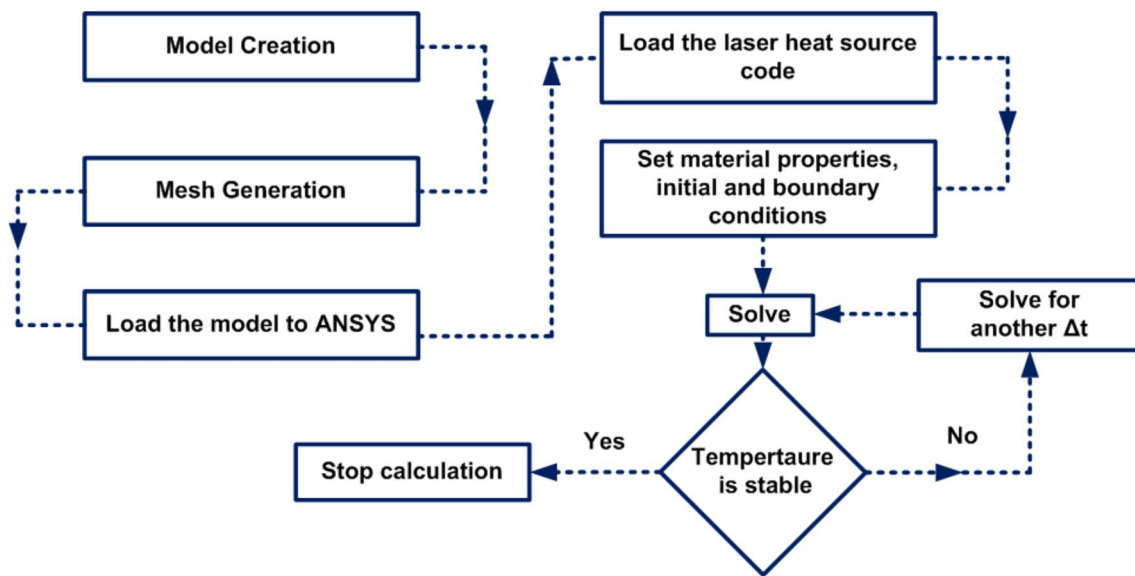 Model Creation
Mesh Generation
Load the model to ANSYS
Load the laser heat source
code
Set material properties,
initial and boundary
conditions
Solve
Solve for
another Δt
Tempertaure
is stable
Yes
No
Stop calculation